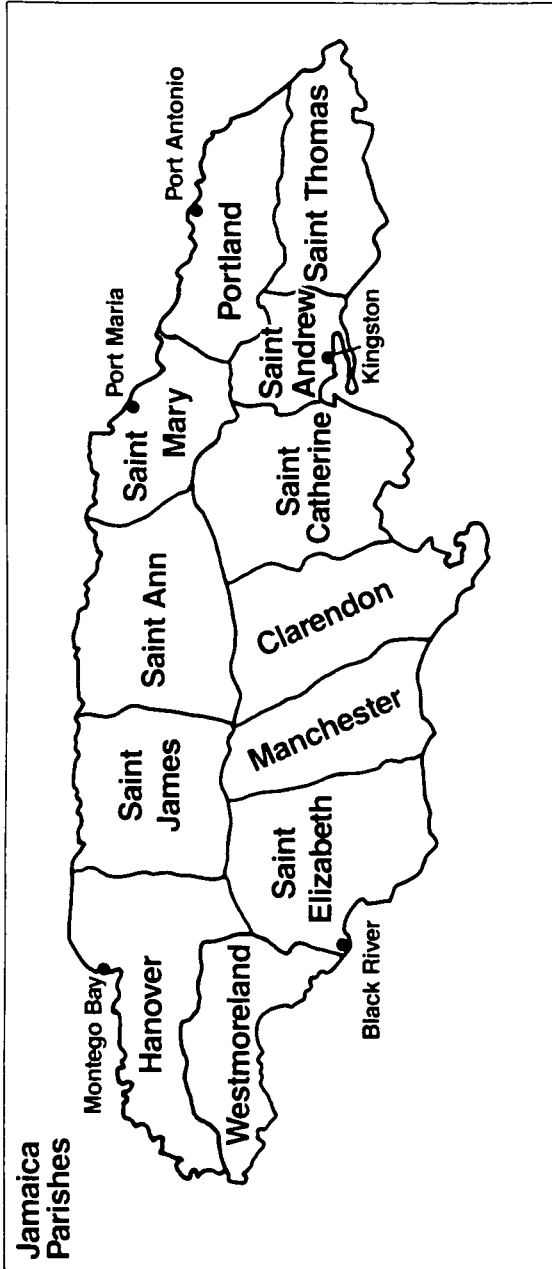 Jamaica
Parishes
Montego Bay
Hanover
Westmoreland
Black River
Saint
James
Saint
Elizabeth
Manchester
Saint Ann
Clarendon
Port Maria
Saint
Mary
Saint
Catherine
Port Antonio
Portland
Saint
Andrew
Kingston
Saint Thomas